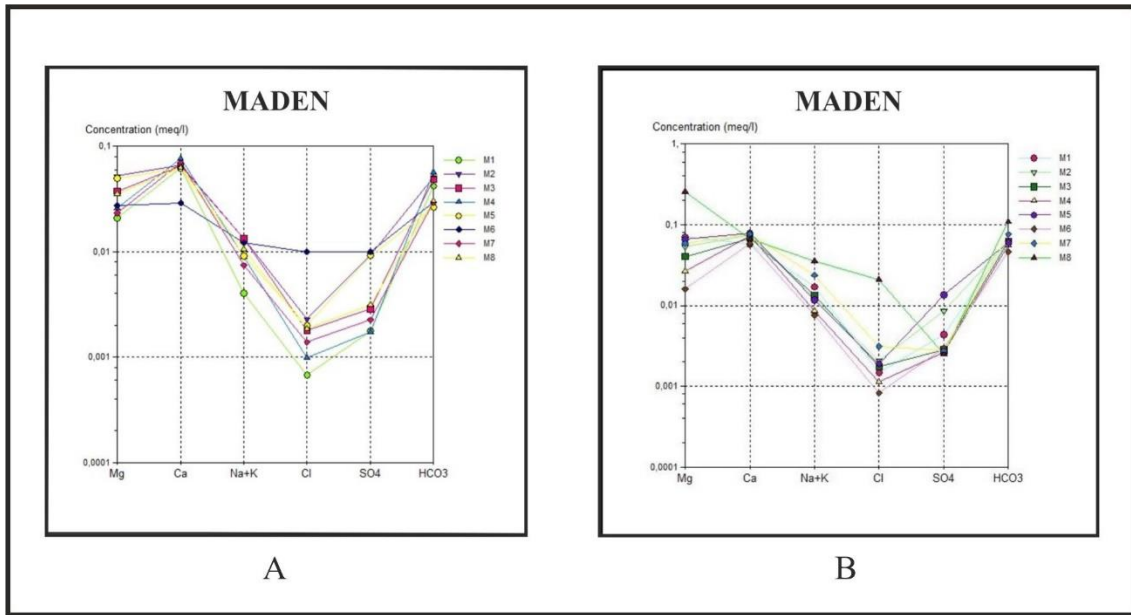 MADEN
Concentration (meq/l)
0,1
0,01
0,001
0,0001
Mg Ca Na+K Cl SO4 HCO3
M1
M2
M3
M4
M5
M6
M7
M8
A
MADEN
Concentration (meq/l)
1,
0,1
0,01
0,001
0,0001
Mg Ca Na+K Cl SO4 HCO3
M1
M2
M3
M4
M5
M6
M7
M8
B